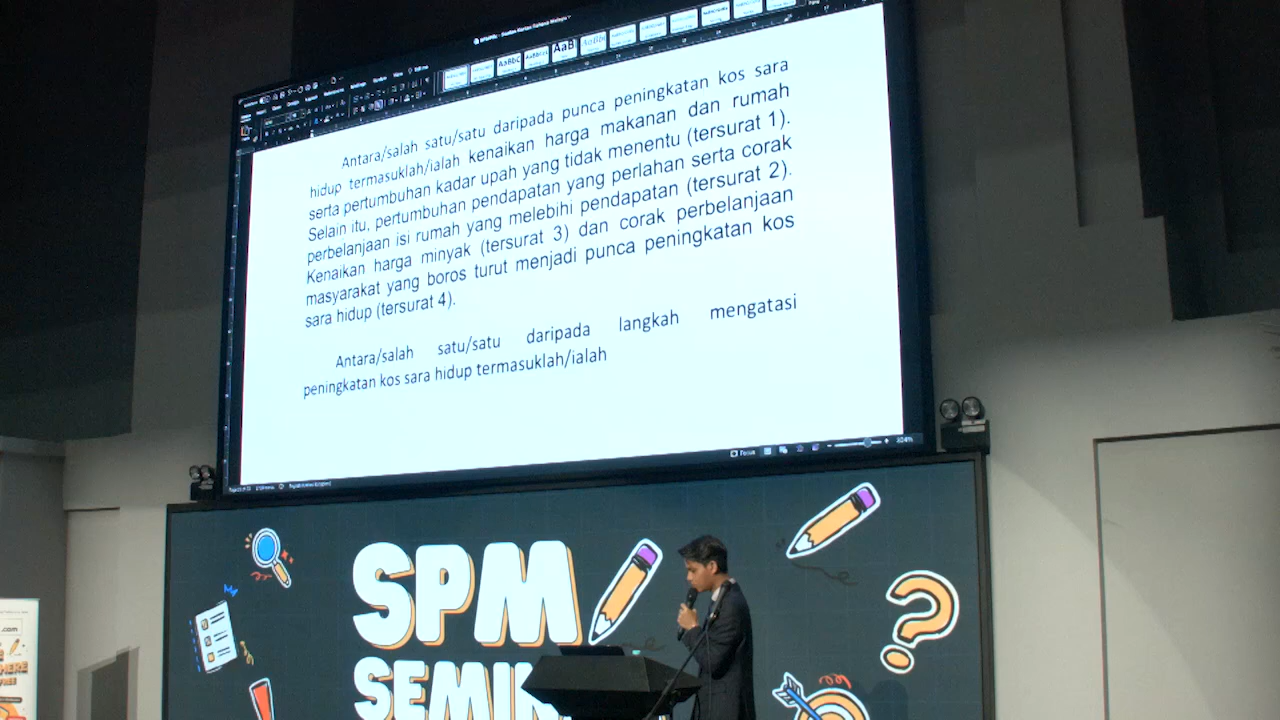 Antara/salah satu/satu daripada punca peningkatan kos sara
hidup termasuklah/ialah kenaikan harga makanan dan rumah
serta pertumbuhan kadar upah yang tidak menentu (tersurat 1).
Selain itu, pertumbuhan pendapatan yang perlahan serta corak
perbelanjaan isi rumah yang melebihi pendapatan (tersurat 2).
Kenaikan harga minyak (tersurat 3) dan corak perbelanjaan
masyarakat yang boros turut menjadi punca peningkatan kos
sara hidup (tersurat 4).
Antara/salah satu/satu daripada langkah mengatasi
peningkatan kos sara hidup termasuklah/ialah
Focus
324%
SPM
.com